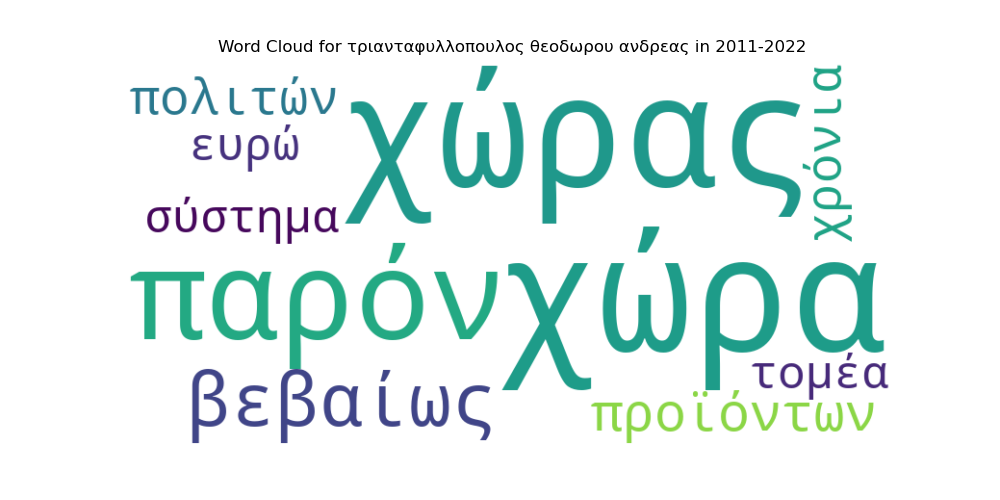 Word Cloud for τριανταφυλλοπουλος θεοδωρου ανδρεας in 2011-2022
πολιτών
χώρας
χρόνια
ευρώ
σύστημα
παρόν
χώρα
βεβαίως
τομέα
προϊόντων